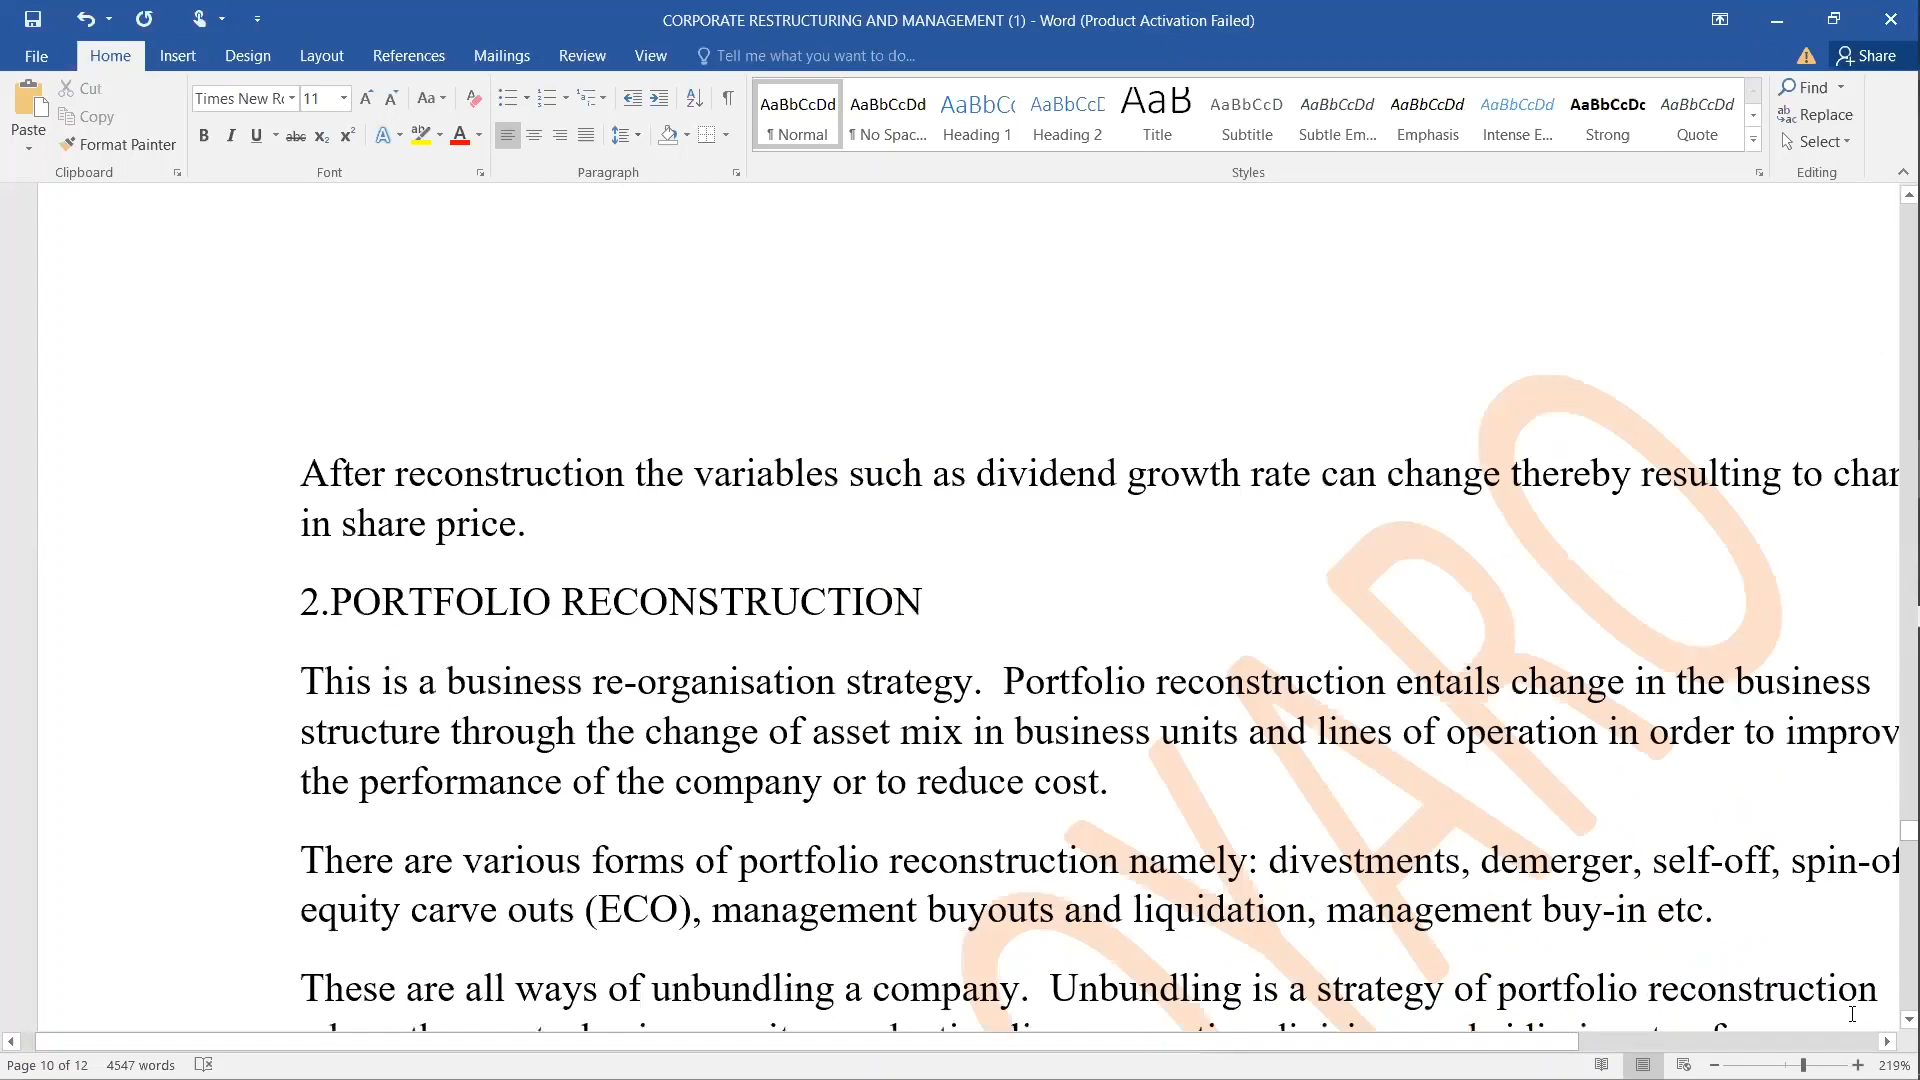 CORPORATE RESTRUCTURING AND MANAGEMENT (1) - Word (Product Activation Failed)
File Home Insert Design Layout References Mailings Review View Tell me what you want to do... Share
Paste
Cut
Copy
Format Painter
Clipboard
Times New Ro 11
Font
Paragraph
AaBbCcDd AaBbCcDd AaBbCc AaBbCcD AaB AaBbCcD AaBbCcDd AaBbCcDd AaBbCcDd AaBbCcDc AaBbCcDd
¶ Normal ¶ No Spac... Heading 1 Heading 2 Title Subtitle Subtle Em... Emphasis Intense E... Strong Quote
Styles
Find
Replace
Select
Editing
After reconstruction the variables such as dividend growth rate can change thereby resulting to
in share price.
2.PORTFOLIO RECONSTRUCTION
This is a business re-organisation strategy. Portfolio reconstruction entails change in the business
structure through the change of asset mix in business units and lines of operation in order to improv
the performance of the company or to reduce cost.
There are various forms of portfolio reconstruction namely: divestments, demerger, self-off, spin-of
equity carve outs (ECO), management buyouts and liquidation, management buy-in etc.
These are all ways of unbundling a company. Unbundling is a strategy of portfolio reconstruction
OYARO
Page 10 of 12 4547 words 219%